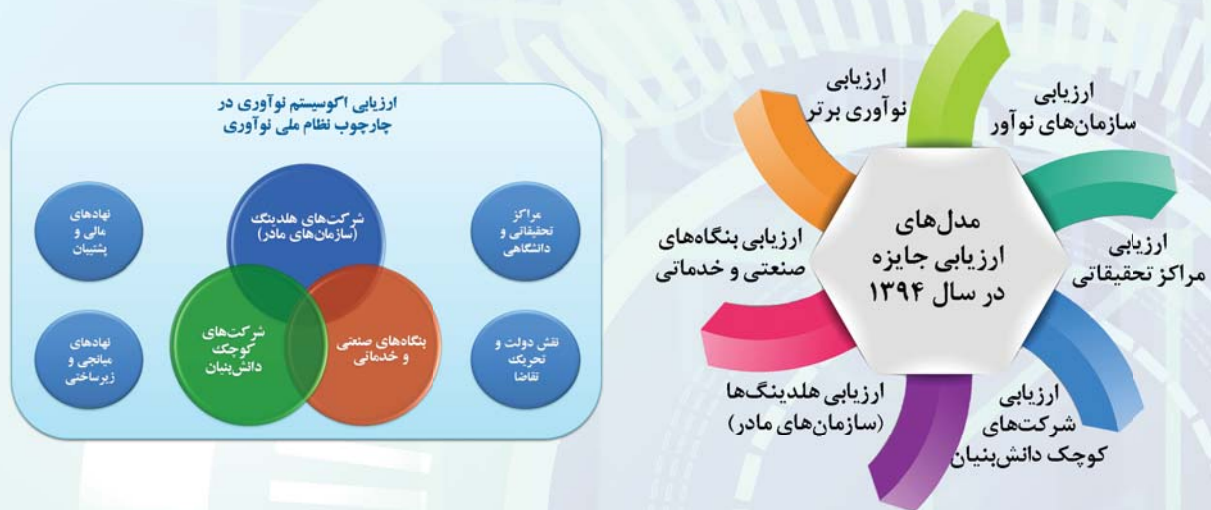 ارزیابی
سازمان‌های نوآور
ارزیابی
مراکز تحقیقاتی
ارزیابی
شرکت‌های
کوچک دانش‌بنیان
ارزیابی هلدینگ‌ها
(سازمان‌های مادر)
ارزیابی بنگاه‌های
صنعتی و خدماتی
ارزیابی
نوآوری برتر
مدل‌های
ارزیابی جایزه
در سال ۱۳۹۴
ارزیابی اکوسیستم نوآوری در
چارچوب نظام ملی نوآوری
شرکت‌های هلدینگ
(سازمان‌های مادر)
مراکز
تحقیقاتی و
دانشگاهی
نهادهای
مالی و
پشتیبان
بنگاه‌های صنعتی
و خدماتی
شرکت‌های
کوچک
دانش‌بنیان
نقش دولت و
تحریک
تقاضا
نهادهای
میانجی و
زیرساختی